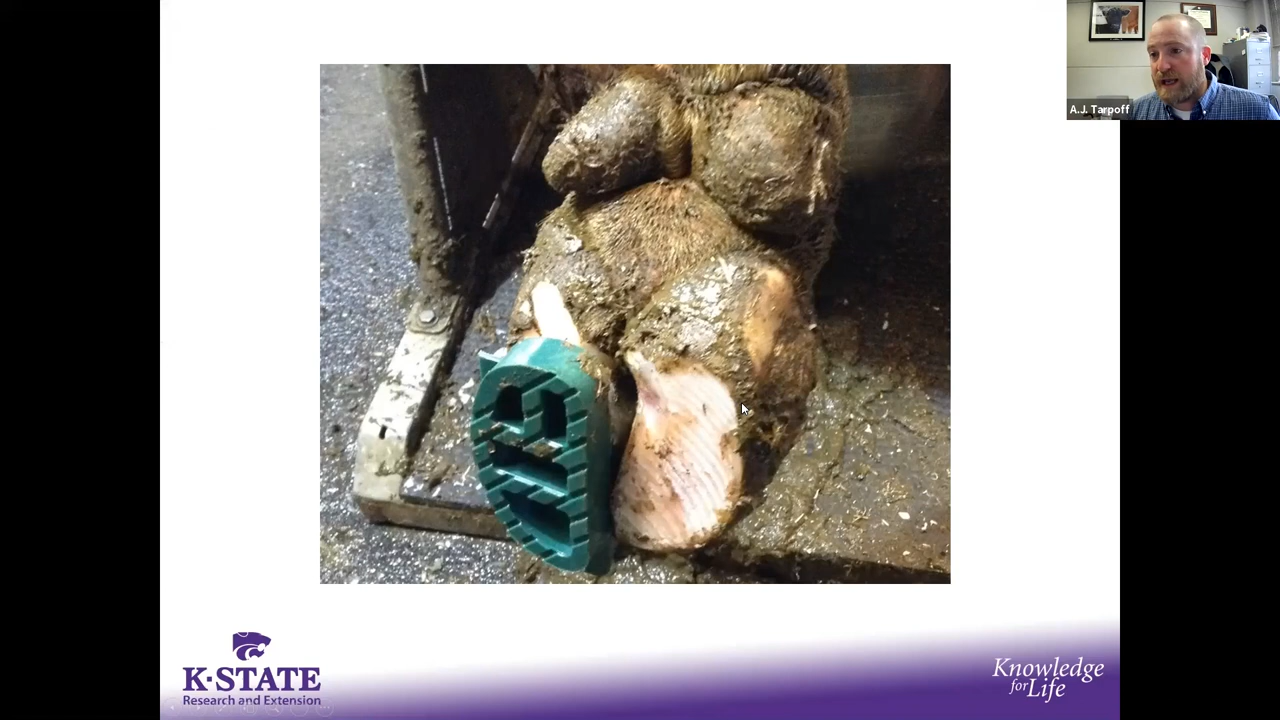 A.J. Tarpoff
K-STATE
Research and Extension
Knowledge
for Life